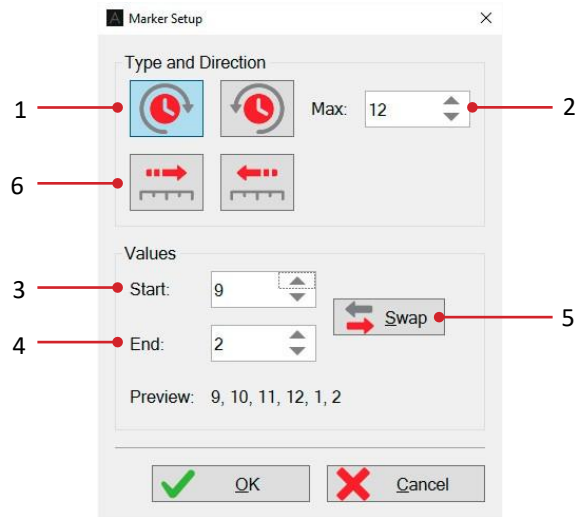 A Marker Setup
Type and Direction
1
Max: 12
2
6
Values
3
Start: 9
Swap
5
4
End: 2
Preview: 9, 10, 11, 12, 1, 2
OK
Cancel